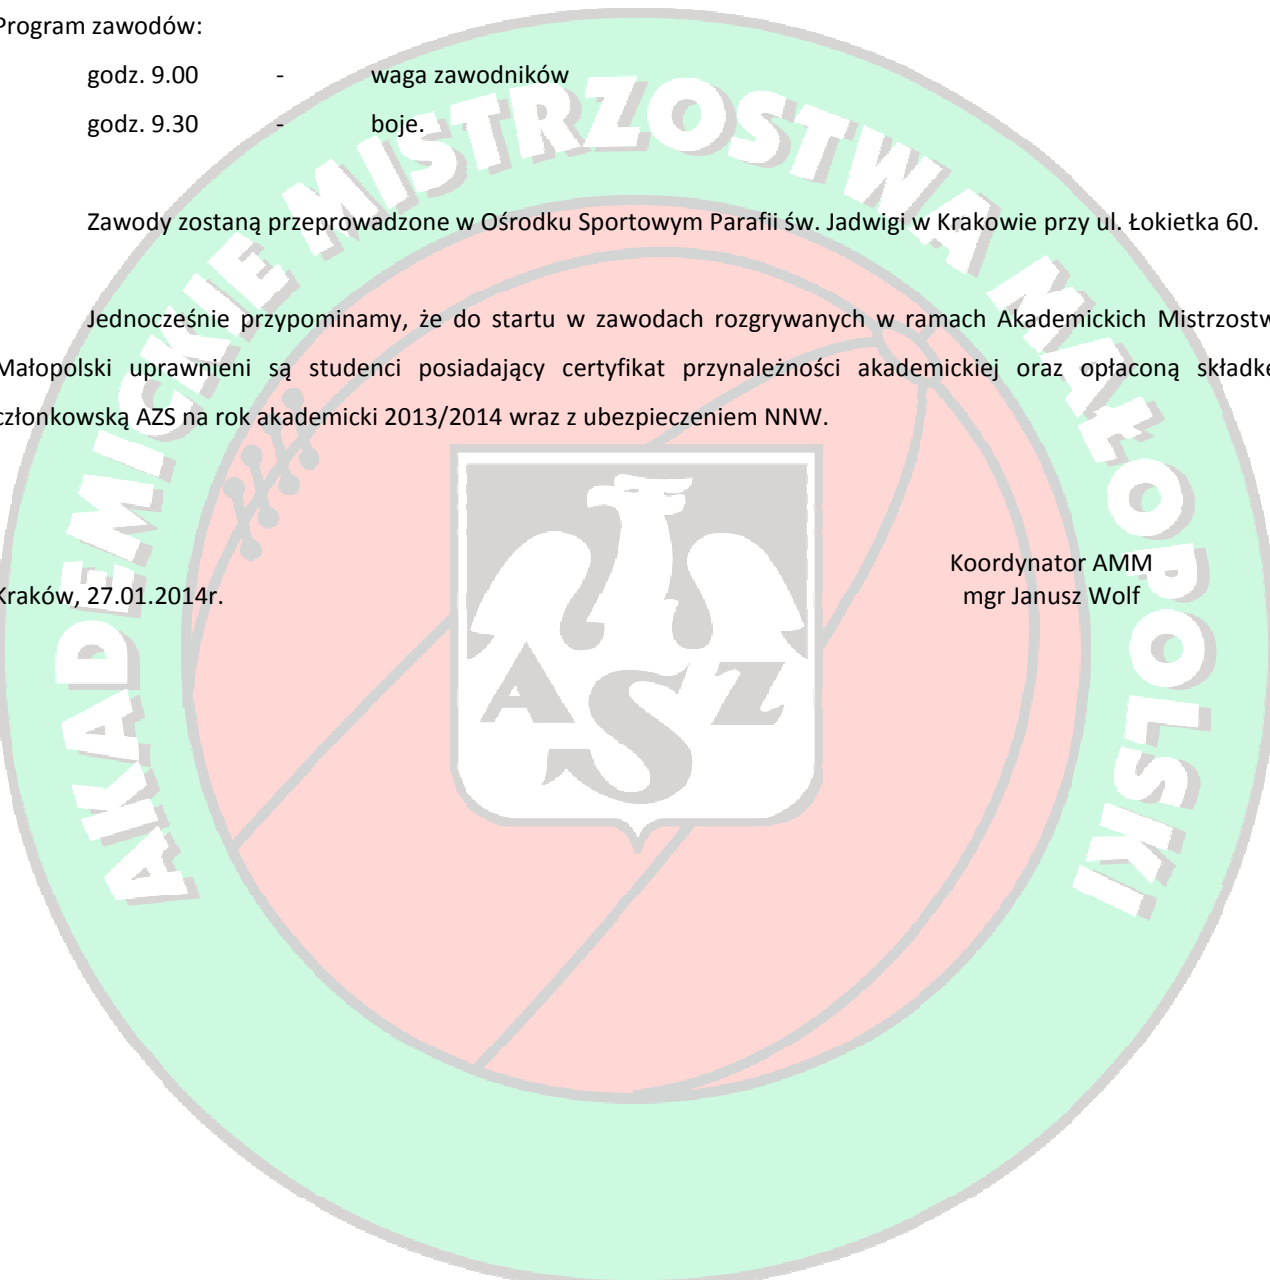 Program zawodów:
godz. 9.00 - waga zawodników
godz. 9.30 - boje.
Zawody zostaną przeprowadzone w Ośrodku Sportowym Parafii św. Jadwigi w Krakowie przy ul. Łokietka 60.
Jednocześnie przypominamy, że do startu w zawodach rozgrywanych w ramach Akademickich Mistrzostw
Małopolski uprawnieni są studenci posiadający certyfikat przynależności akademickiej oraz opłaconą składkę
członkowską AZS na rok akademicki 2013/2014 wraz z ubezpieczeniem NNW.
Koordynator AMM
Kraków, 27.01.2014r. mgr Janusz Wolf
AKADEMICKIE MISTRZOSTWA MAŁOPOLSKI
ASZ